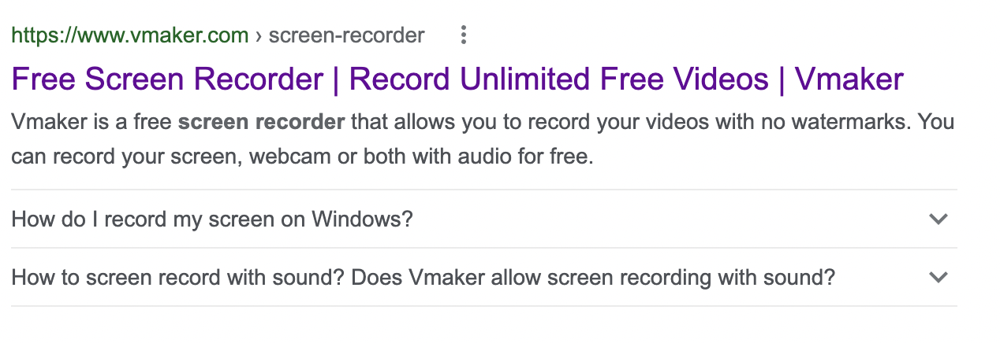 https://www.vmaker.com › screen-recorder
Free Screen Recorder | Record Unlimited Free Videos | Vmaker
Vmaker is a free screen recorder that allows you to record your videos with no watermarks. You
can record your screen, webcam or both with audio for free.
How do I record my screen on Windows?
How to screen record with sound? Does Vmaker allow screen recording with sound?